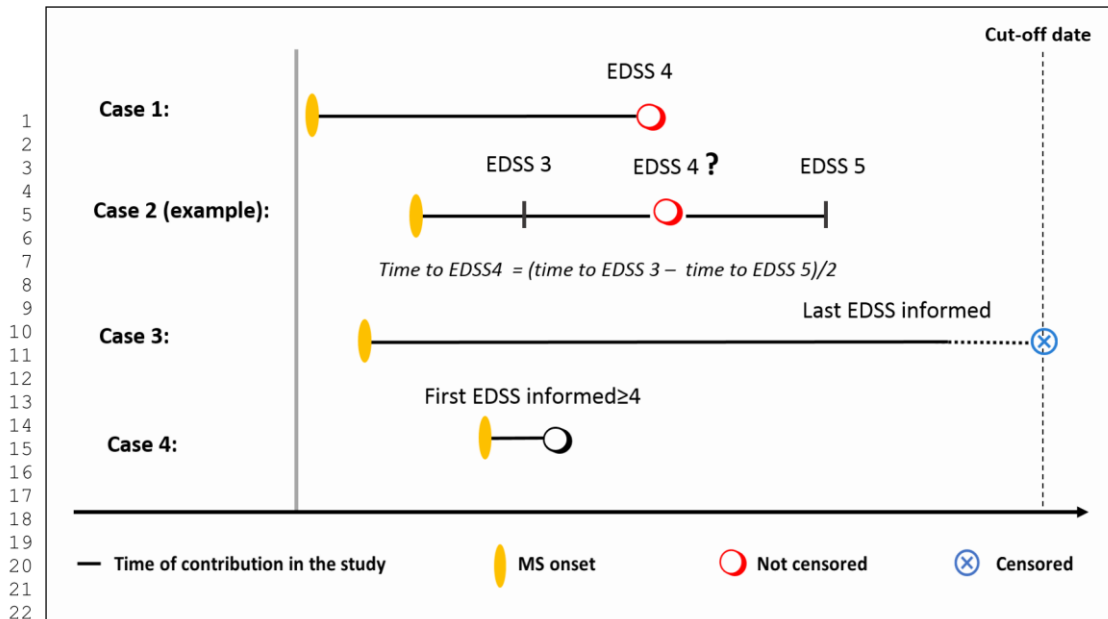 Cut-off date
EDSS 4
Case 1:
EDSS 3 EDSS 4 ? EDSS 5
Case 2 (example):
Time to EDSS4 = (time to EDSS 3 – time to EDSS 5)/2
Last EDSS informed
Case 3:
First EDSS informed≥4
Case 4:
Time of contribution in the study MS onset Not censored Censored
1
2
3
4
5
6
7
8
9
10
11
12
13
14
15
16
17
18
19
20
21
22